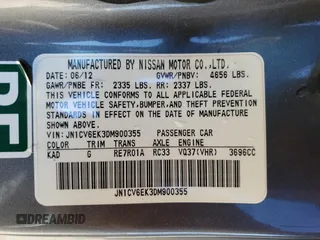 MANUFACTURED BY NISSAN MOTOR CO.,LTD.
DATE: 06/12 GVWR/PNBV: 4656 LBS.
GAWR/PNBE FR: 2335 LBS. RR: 2337 LBS.
THIS VEHICLE CONFORMS TO ALL APPLICABLE FEDERAL
MOTOR VEHICLE SAFETY, BUMPER, AND THEFT PREVENTION
STANDARDS IN EFFECT ON THE DATE OF MANUFACTURE
SHOWN ABOVE.
JN1CV6EK3DM900355 PASSENGER CAR
COLOR TRIM TRANS AXLE ENGINE
KAD G RE7R01A RC33 VQ37(VHR) 3696CC
JN1CV6EK3DM900355
DREAMBID